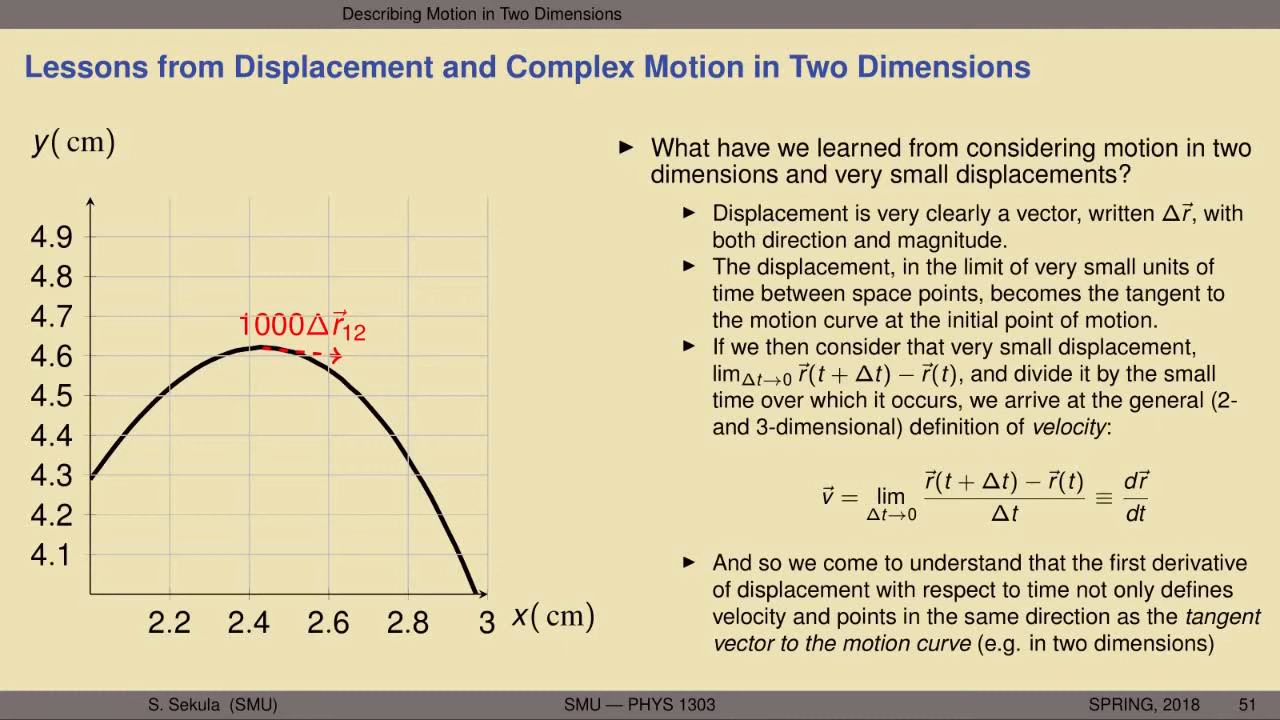 Describing Motion in Two Dimensions
Lessons from Displacement and Complex Motion in Two Dimensions
y( cm)
4.9
4.8
4.7
4.6
4.5
4.4
4.3
4.2
4.1
1000Δr⃗₁₂
2.2 2.4 2.6 2.8 3 x( cm)
▶ What have we learned from considering motion in two
dimensions and very small displacements?
▶ Displacement is very clearly a vector, written Δr⃗, with
both direction and magnitude.
▶ The displacement, in the limit of very small units of
time between space points, becomes the tangent to
the motion curve at the initial point of motion.
▶ If we then consider that very small displacement,
lim_{Δt→0} r⃗(t + Δt) − r⃗(t), and divide it by the small
time over which it occurs, we arrive at the general (2-
and 3-dimensional) definition of velocity:
v⃗ = lim_{Δt→0} (r⃗(t + Δt) − r⃗(t))/Δt ≡ dr⃗/dt
▶ And so we come to understand that the first derivative
of displacement with respect to time not only defines
velocity and points in the same direction as the tangent
vector to the motion curve (e.g. in two dimensions)
S. Sekula (SMU) SMU — PHYS 1303 SPRING, 2018 51